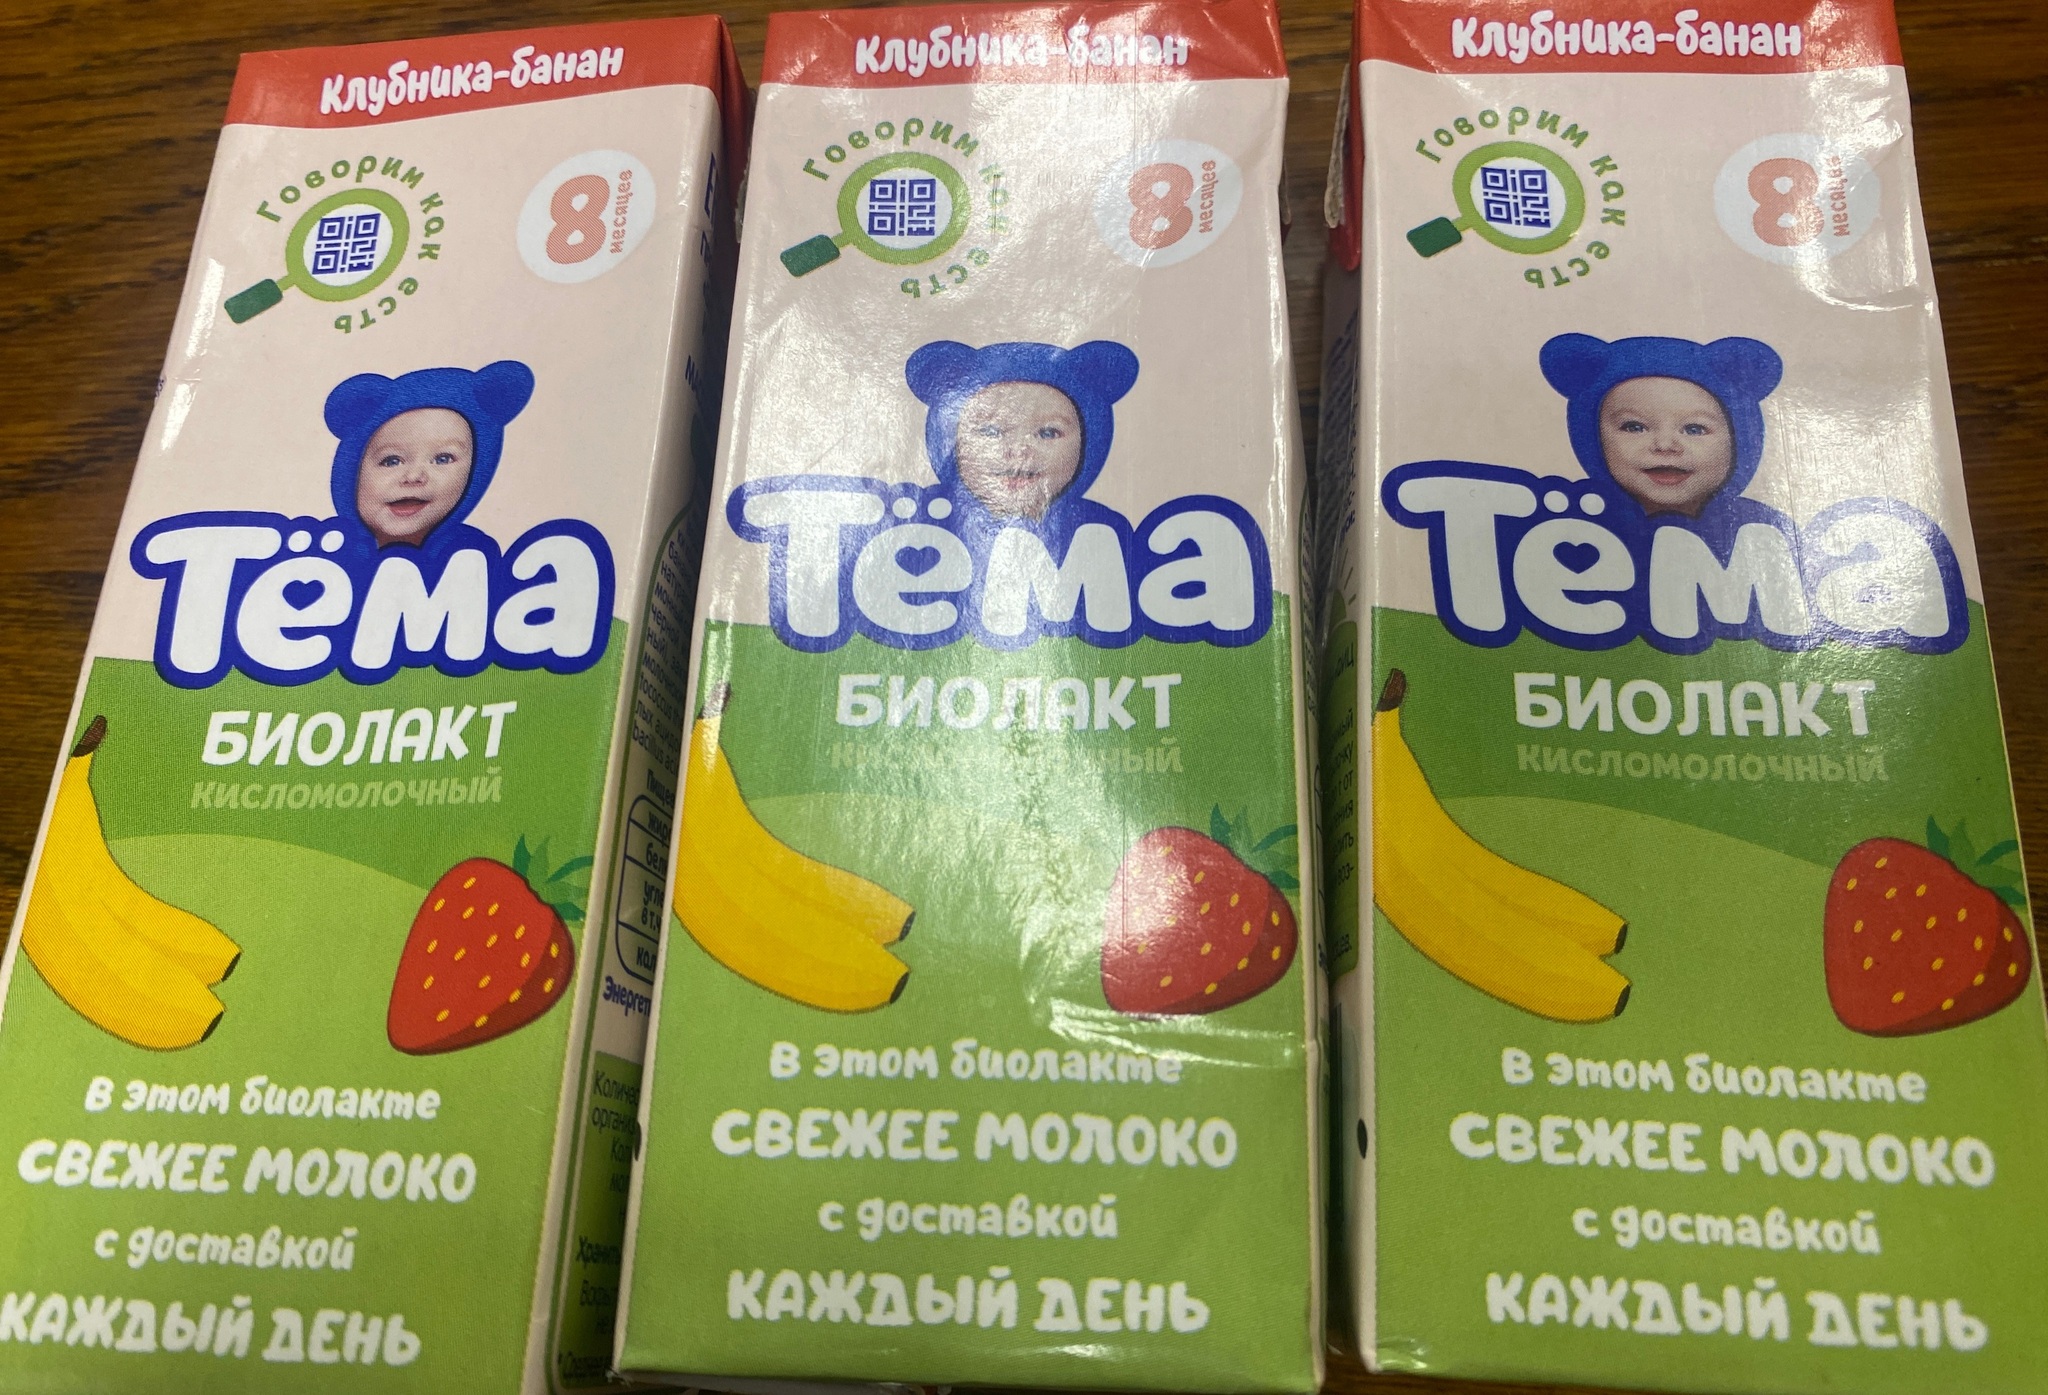 Клубника-банан
Говорим как есть
8 месяцев
Тёма
БИОЛАКТ
КИСЛОМОЛОЧНЫЙ
В этом биолакте
СВЕЖЕЕ МОЛОКО
с доставкой
КАЖДЫЙ ДЕНЬ
Клубника-банан
Говорим как есть
8 месяцев
Тёма
БИОЛАКТ
КИСЛОМОЛОЧНЫЙ
В этом биолакте
СВЕЖЕЕ МОЛОКО
с доставкой
КАЖДЫЙ ДЕНЬ
Клубника-банан
Говорим как есть
8 месяцев
Тёма
БИОЛАКТ
КИСЛОМОЛОЧНЫЙ
В этом биолакте
СВЕЖЕЕ МОЛОКО
с доставкой
КАЖДЫЙ ДЕНЬ